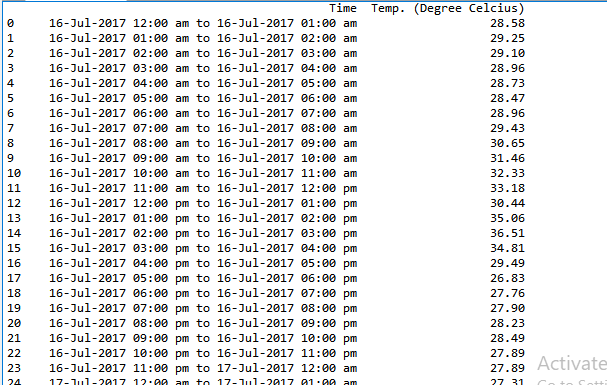 Time Temp. (Degree Celcius)
0 16-Jul-2017 12:00 am to 16-Jul-2017 01:00 am 28.58
1 16-Jul-2017 01:00 am to 16-Jul-2017 02:00 am 29.25
2 16-Jul-2017 02:00 am to 16-Jul-2017 03:00 am 29.10
3 16-Jul-2017 03:00 am to 16-Jul-2017 04:00 am 28.96
4 16-Jul-2017 04:00 am to 16-Jul-2017 05:00 am 28.73
5 16-Jul-2017 05:00 am to 16-Jul-2017 06:00 am 28.47
6 16-Jul-2017 06:00 am to 16-Jul-2017 07:00 am 28.96
7 16-Jul-2017 07:00 am to 16-Jul-2017 08:00 am 29.43
8 16-Jul-2017 08:00 am to 16-Jul-2017 09:00 am 30.65
9 16-Jul-2017 09:00 am to 16-Jul-2017 10:00 am 31.46
10 16-Jul-2017 10:00 am to 16-Jul-2017 11:00 am 32.33
11 16-Jul-2017 11:00 am to 16-Jul-2017 12:00 pm 33.18
12 16-Jul-2017 12:00 pm to 16-Jul-2017 01:00 pm 30.44
13 16-Jul-2017 01:00 pm to 16-Jul-2017 02:00 pm 35.06
14 16-Jul-2017 02:00 pm to 16-Jul-2017 03:00 pm 36.51
15 16-Jul-2017 03:00 pm to 16-Jul-2017 04:00 pm 34.81
16 16-Jul-2017 04:00 pm to 16-Jul-2017 05:00 pm 29.49
17 16-Jul-2017 05:00 pm to 16-Jul-2017 06:00 pm 26.83
18 16-Jul-2017 06:00 pm to 16-Jul-2017 07:00 pm 27.76
19 16-Jul-2017 07:00 pm to 16-Jul-2017 08:00 pm 27.90
20 16-Jul-2017 08:00 pm to 16-Jul-2017 09:00 pm 28.23
21 16-Jul-2017 09:00 pm to 16-Jul-2017 10:00 pm 28.49
22 16-Jul-2017 10:00 pm to 16-Jul-2017 11:00 pm 27.89
23 16-Jul-2017 11:00 pm to 17-Jul-2017 12:00 am 27.89
Activate
24 17-Jul-2017 12:00 am to 17-Jul-2017 01:00 am 27.31
Go to Setti